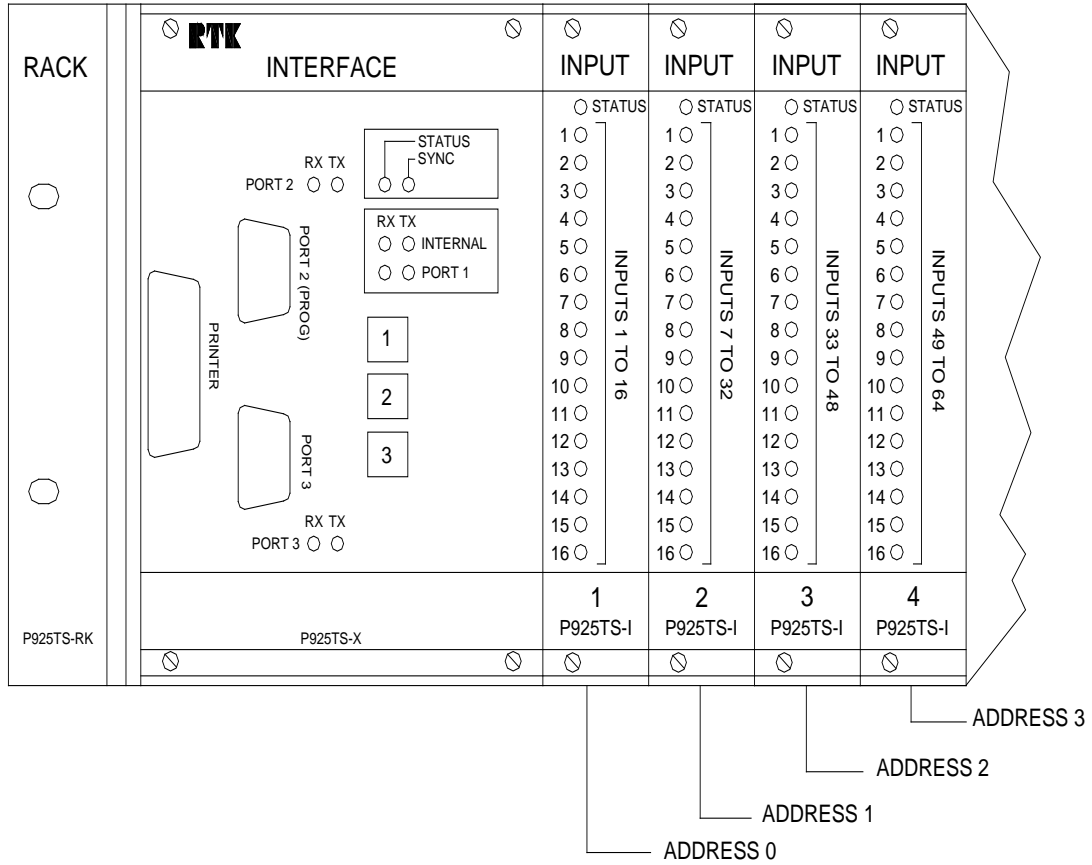 RACK
P925TS-RK
RTK
INTERFACE
STATUS
SYNC
RX TX
PORT 2
RX TX
INTERNAL
PORT 1
PORT 2 (PROG)
PRINTER
1
2
3
PORT 3
RX TX
PORT 3
P925TS-X
INPUT
STATUS
1
2
3
4
5
6
7
8
9
10
11
12
13
14
15
16
INPUTS 1 TO 16
1
P925TS-I
INPUT
STATUS
1
2
3
4
5
6
7
8
9
10
11
12
13
14
15
16
INPUTS 7 TO 32
2
P925TS-I
INPUT
STATUS
1
2
3
4
5
6
7
8
9
10
11
12
13
14
15
16
INPUTS 33 TO 48
3
P925TS-I
INPUT
STATUS
1
2
3
4
5
6
7
8
9
10
11
12
13
14
15
16
INPUTS 49 TO 64
4
P925TS-I
ADDRESS 3
ADDRESS 2
ADDRESS 1
ADDRESS 0